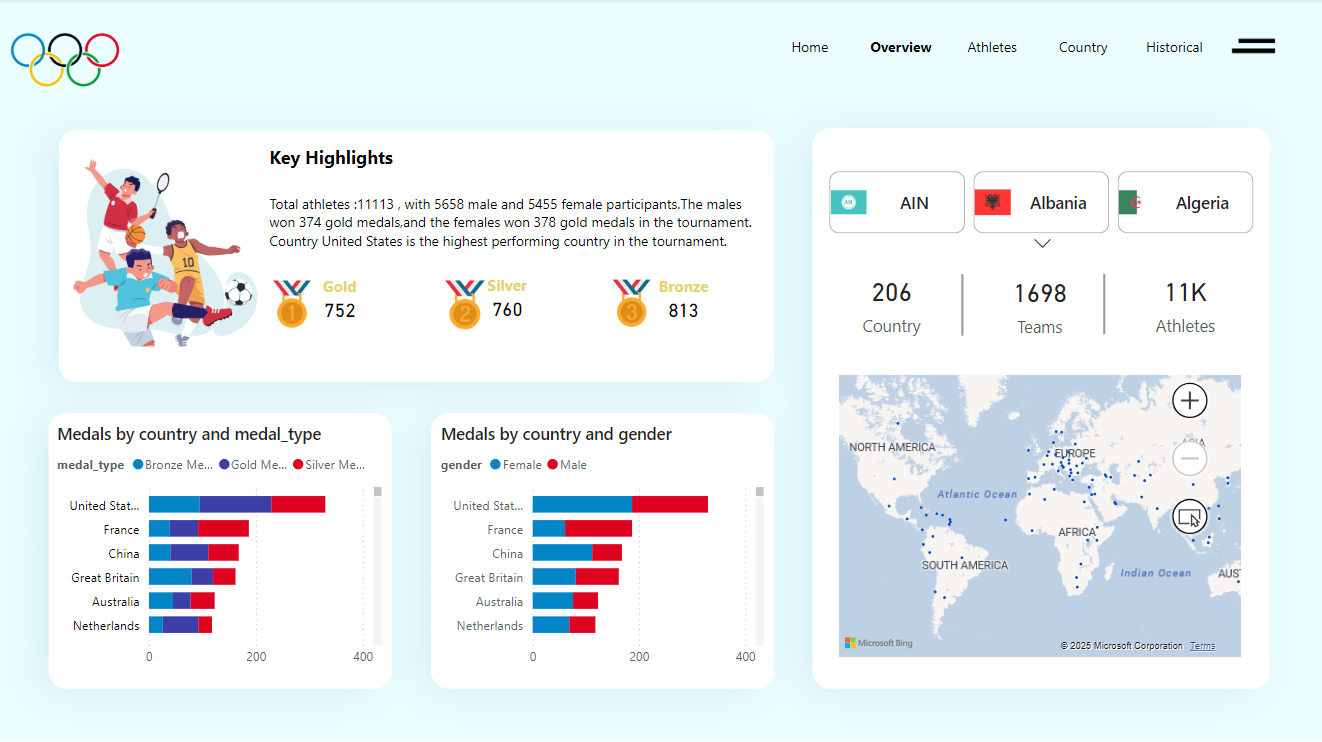 Home
Overview
Athletes
Country
Historical
Key Highlights
Total athletes :11113 , with 5658 male and 5455 female participants.The males
won 374 gold medals,and the females won 378 gold medals in the tournament.
Country United States is the highest performing country in the tournament.
1
Gold
752
2
Silver
760
3
Bronze
813
10
AIN
Albania
Algeria
206
Country
1698
Teams
11K
Athletes
Medals by country and medal_type
medal_type Bronze Me... Gold Me... Silver Me...
United Stat...
France
China
Great Britain
Australia
Netherlands
0 200 400
Medals by country and gender
gender Female Male
United Stat...
France
China
Great Britain
Australia
Netherlands
0 200 400
NORTH AMERICA
EUROPE
ASIA
Atlantic Ocean
AFRICA
SOUTH AMERICA
Indian Ocean
AUS
Microsoft Bing
© 2025 Microsoft Corporation Terms